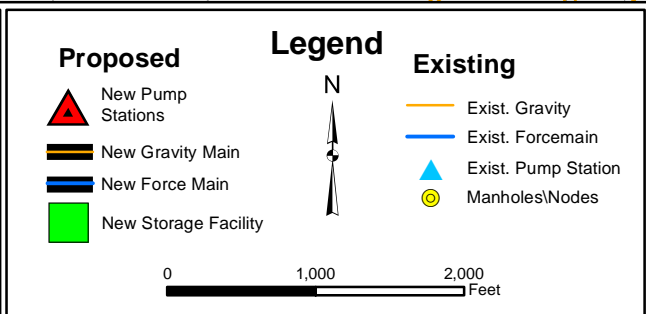 Legend
Proposed
New Pump
Stations
New Gravity Main
New Force Main
New Storage Facility
N
Existing
Exist. Gravity
Exist. Forcemain
Exist. Pump Station
Manholes\Nodes
0 1,000 2,000
Feet